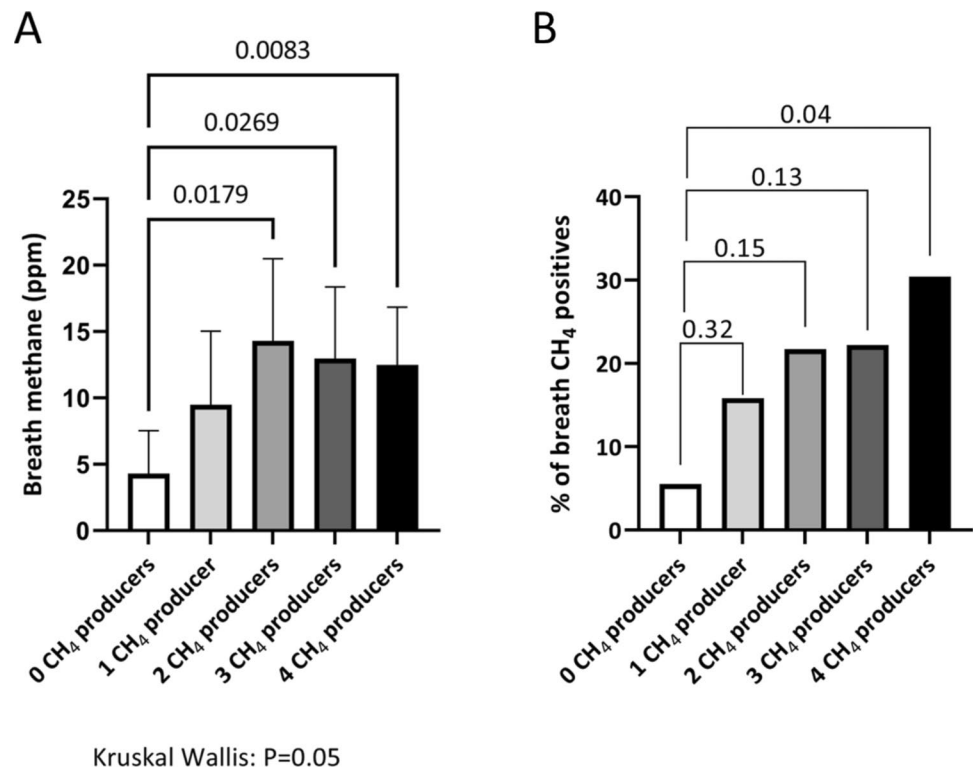 A
0.0083
0.0269
0.0179
Breath methane (ppm)
25
20
15
10
5
0
0 CH₄ producers
1 CH₄ producer
2 CH₄ producers
3 CH₄ producers
4 CH₄ producers
Kruskal Wallis: P=0.05
B
0.04
0.13
0.15
0.32
% of breath CH₄ positives
40
30
20
10
0
0 CH₄ producers
1 CH₄ producer
2 CH₄ producers
3 CH₄ producers
4 CH₄ producers